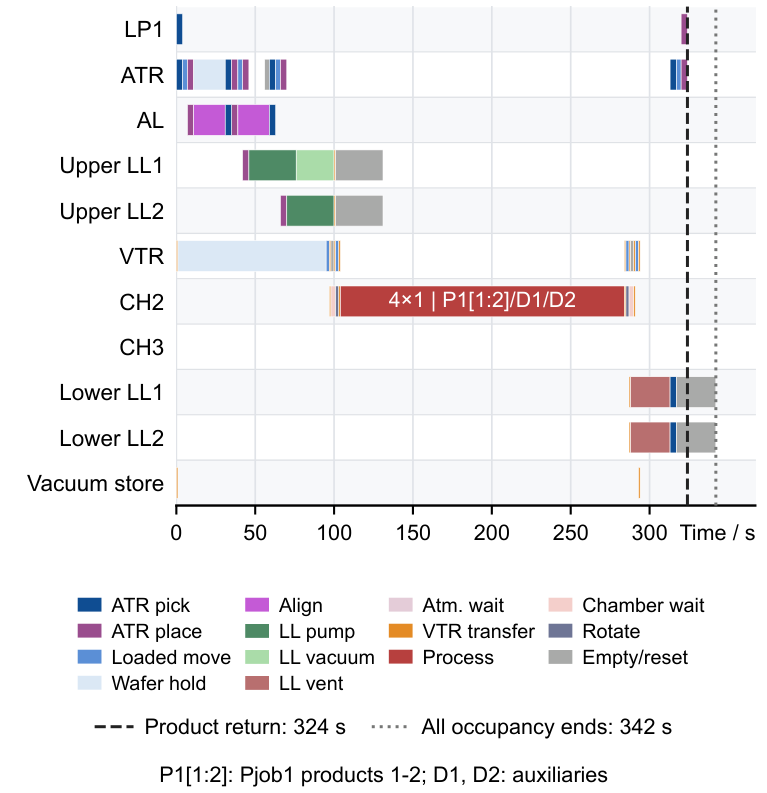 LP1
ATR
AL
Upper LL1
Upper LL2
VTR
CH2
4×1 | P1[1:2]/D1/D2
CH3
Lower LL1
Lower LL2
Vacuum store
0 50 100 150 200 250 300 Time / s
ATR pick Align Atm. wait Chamber wait
ATR place LL pump VTR transfer Rotate
Loaded move LL vacuum Process Empty/reset
Wafer hold LL vent
Product return: 324 s All occupancy ends: 342 s
P1[1:2]: Pjob1 products 1-2; D1, D2: auxiliaries